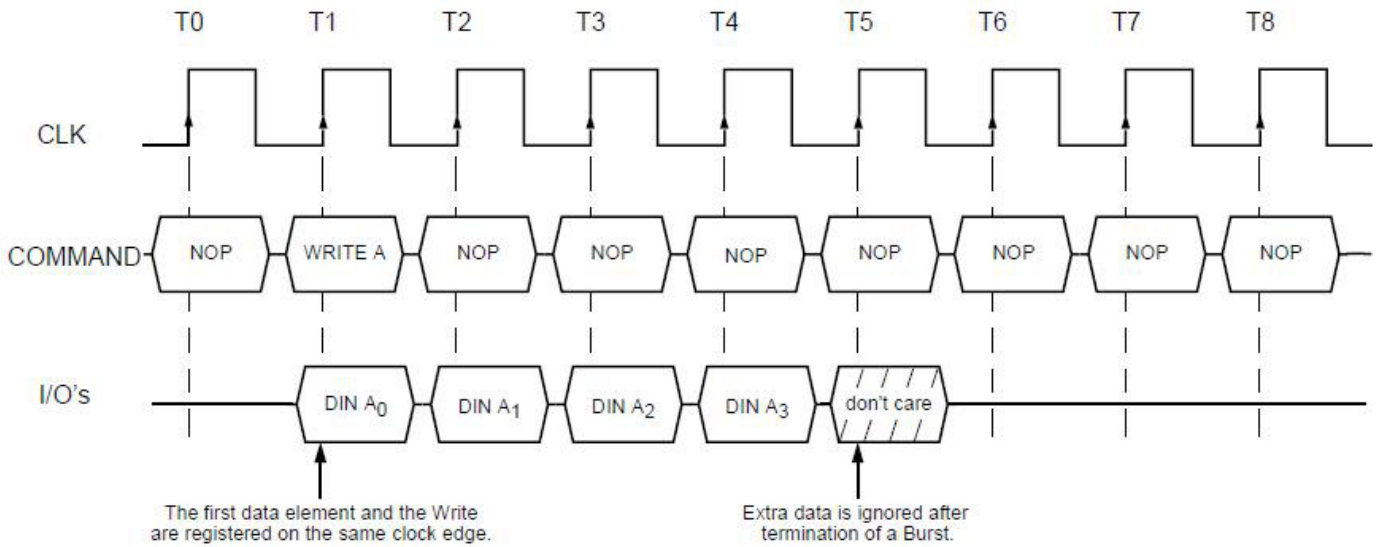 T0 T1 T2 T3 T4 T5 T6 T7 T8
CLK
COMMAND NOP WRITE A NOP NOP NOP NOP NOP NOP NOP
I/O's DIN A0 DIN A1 DIN A2 DIN A3 don't care
The first data element and the Write
are registered on the same clock edge.
Extra data is ignored after
termination of a Burst.